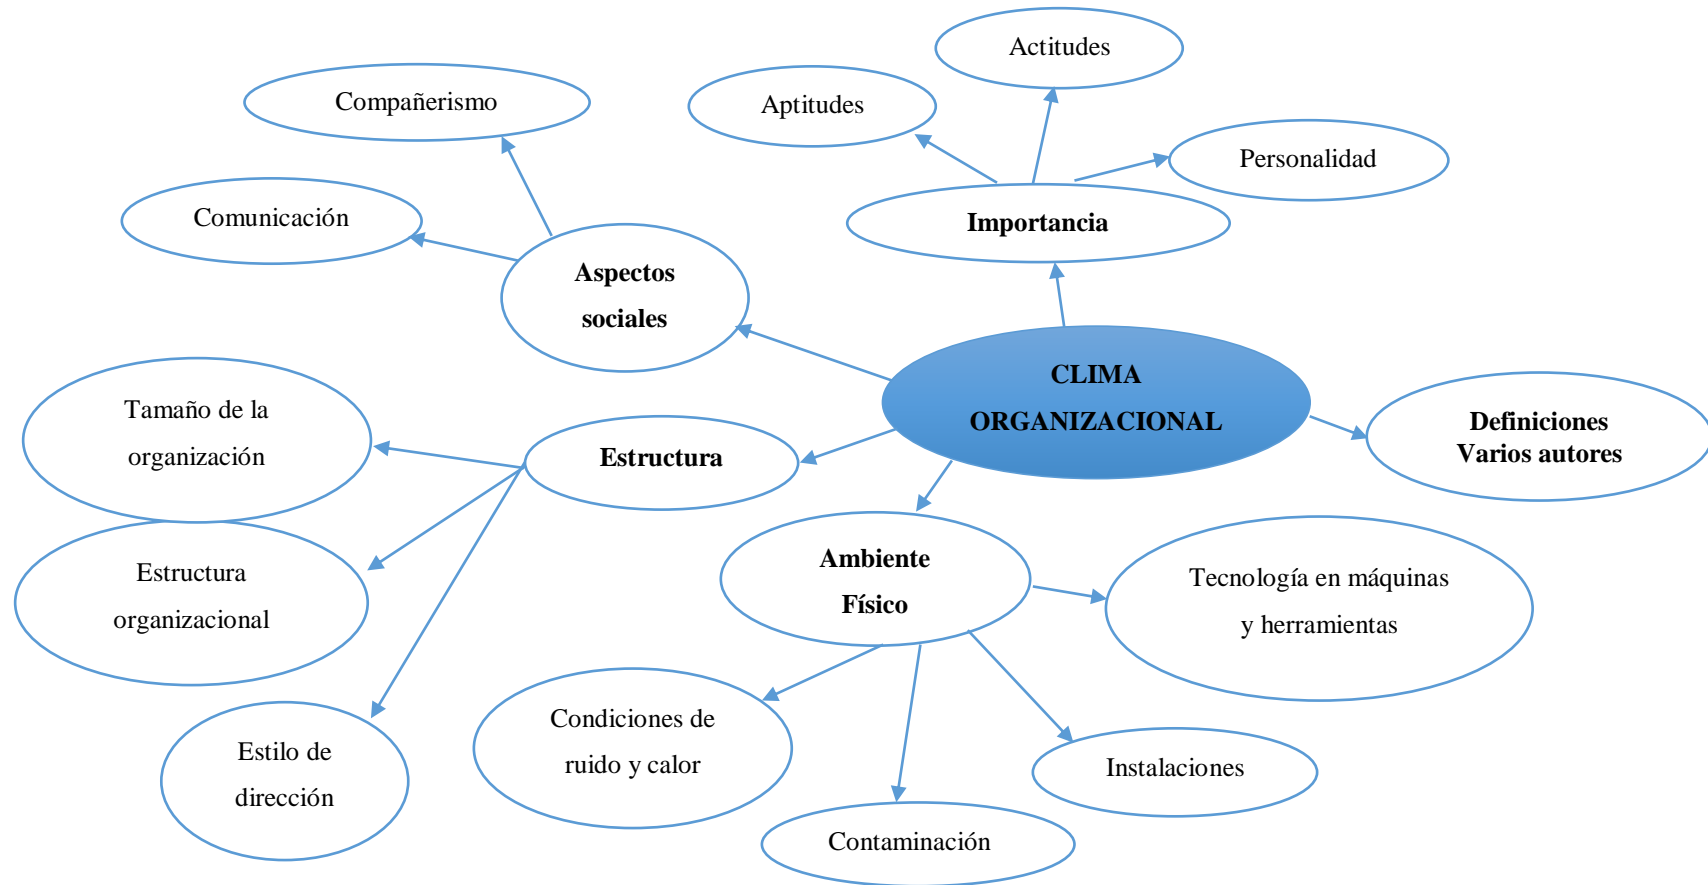 Actitudes
Compañerismo
Aptitudes
Personalidad
Comunicación
Importancia
Aspectos
sociales
CLIMA
ORGANIZACIONAL
Tamaño de la
organización
Estructura
Definiciones
Varios autores
Estructura
organizacional
Ambiente
Físico
Tecnología en máquinas
y herramientas
Estilo de
dirección
Condiciones de
ruido y calor
Instalaciones
Contaminación